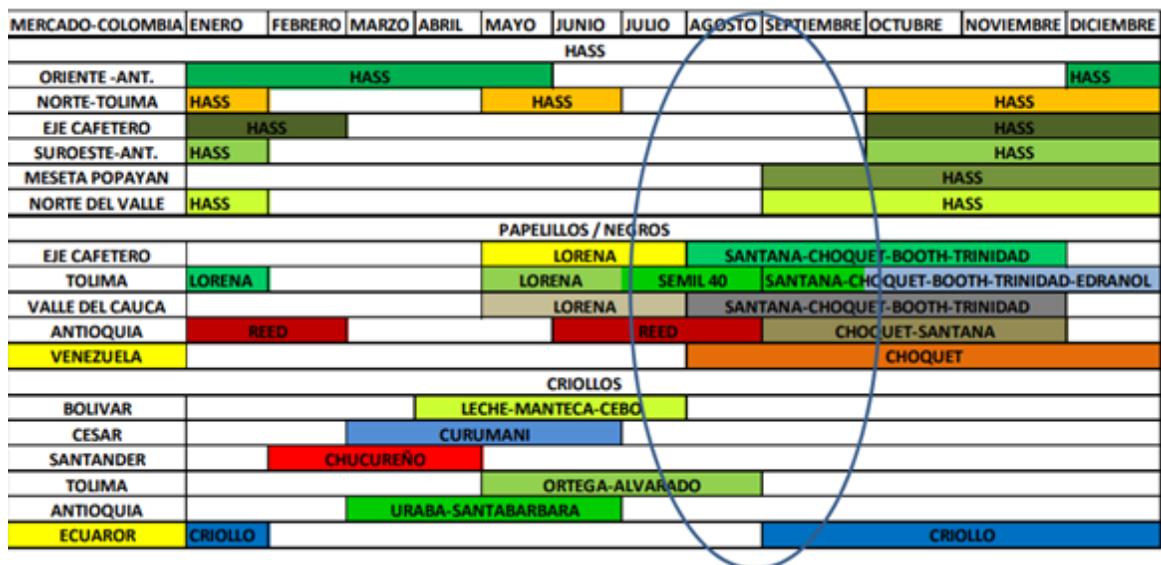 MERCADO-COLOMBIA ENERO FEBRERO MARZO ABRIL MAYO JUNIO JULIO AGOSTO SEPTIEMBRE OCTUBRE NOVIEMBRE DICIEMBRE
HASS
ORIENTE -ANT. HASS HASS
NORTE-TOLIMA HASS HASS HASS
EJE CAFETERO HASS HASS
SUROESTE-ANT. HASS HASS
MESETA POPAYAN HASS
NORTE DEL VALLE HASS HASS
PAPELILLOS / NEGROS
EJE CAFETERO LORENA SANTANA-CHOQUET-BOOTH-TRINIDAD
TOLIMA LORENA LORENA SEMIL 40 SANTANA-CHOQUET-BOOTH-TRINIDAD-EDRANOL
VALLE DEL CAUCA LORENA SANTANA-CHOQUET-BOOTH-TRINIDAD
ANTIOQUIA REED REED CHOQUET-SANTANA
VENEZUELA CHOQUET
CRIOLLOS
BOLIVAR LECHE-MANTECA-CEBO
CESAR CURUMANI
SANTANDER CHUCUREÑO
TOLIMA ORTEGA-ALVARADO
ANTIOQUIA URABA-SANTABARBARA
ECUAROR CRIOLLO CRIOLLO